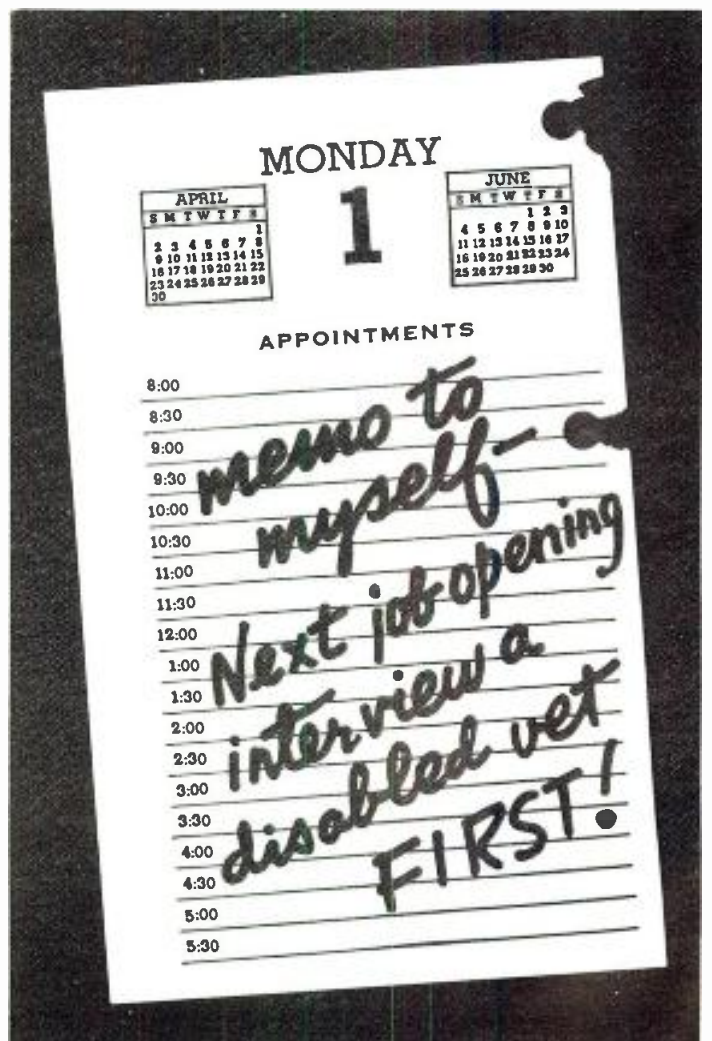 MONDAY
1
APRIL
S M T W T F S
1
2 3 4 5 6 7 8
9 10 11 12 13 14 15
16 17 18 19 20 21 22
23 24 25 26 27 28 29
30
JUNE
S M T W T F S
1 2 3
4 5 6 7 8 9 10
11 12 13 14 15 16 17
18 19 20 21 22 23 24
25 26 27 28 29 30
APPOINTMENTS
8:00
8:30
9:00
9:30
10:00
10:30
11:00
11:30
12:00
1:00
1:30
2:00
2:30
3:00
3:30
4:00
4:30
5:00
5:30
memo to
myself—
Next job opening
interview a
disabled vet
FIRST!